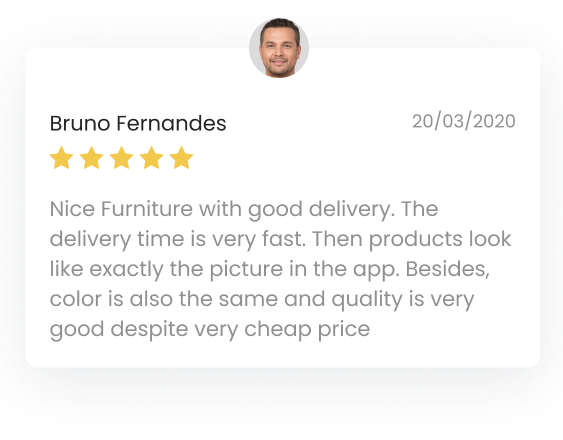 Bruno Fernandes
20/03/2020
Nice Furniture with good delivery. The
delivery time is very fast. Then products look
like exactly the picture in the app. Besides,
color is also the same and quality is very
good despite very cheap price